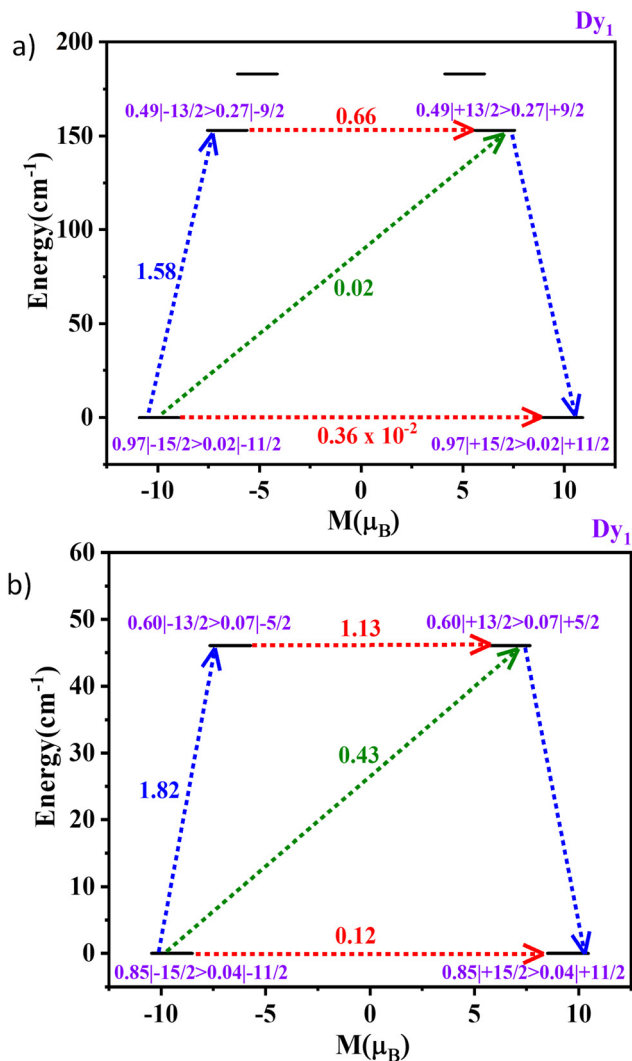 Dy₁
a)
200
0.49|-13/2>0.27|-9/2 0.49|+13/2>0.27|+9/2
0.66
150
Energy(cm⁻¹)
100
1.58
0.02
50
0
0.97|-15/2>0.02|-11/2 0.36 x 10⁻² 0.97|+15/2>0.02|+11/2
-10 -5 0 5 10
M(μB)
Dy₁
b)
60
0.60|-13/2>0.07|-5/2 0.60|+13/2>0.07|+5/2
50
1.13
40
Energy(cm⁻¹)
1.82
0.43
30
20
10
0.12
0
0.85|-15/2>0.04|-11/2 0.85|+15/2>0.04|+11/2
-10 -5 0 5 10
M(μB)